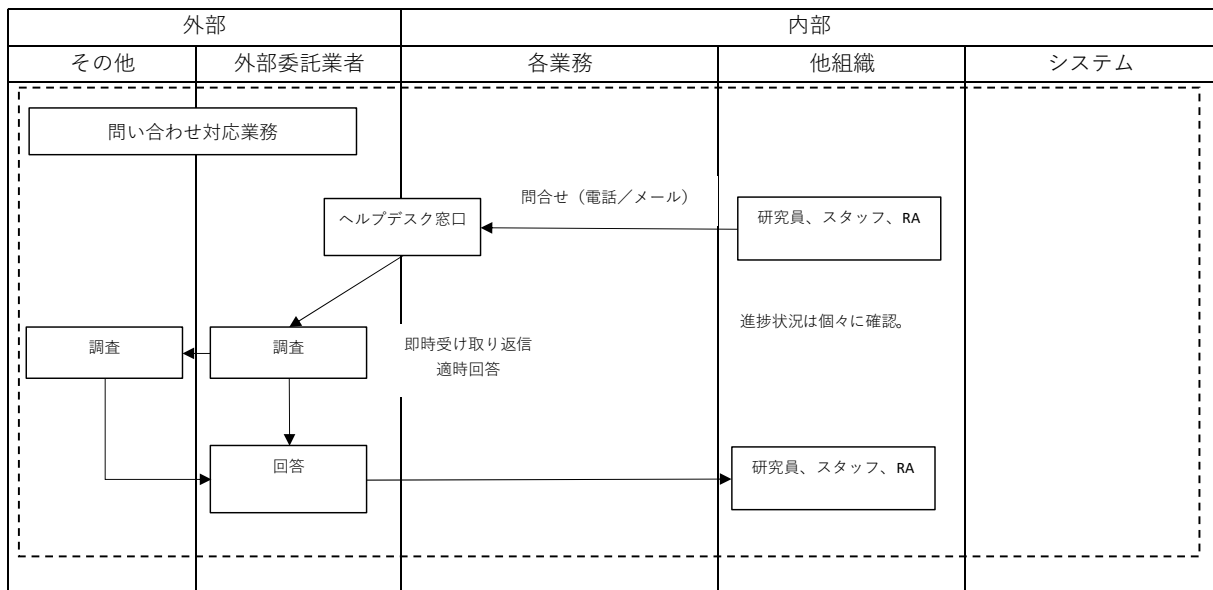 外部
内部
その他
外部委託業者
各業務
他組織
システム
問い合わせ対応業務
問合せ（電話／メール）
ヘルプデスク窓口
研究員、スタッフ、RA
進捗状況は個々に確認。
調査
調査
即時受け取り返信
適時回答
回答
研究員、スタッフ、RA